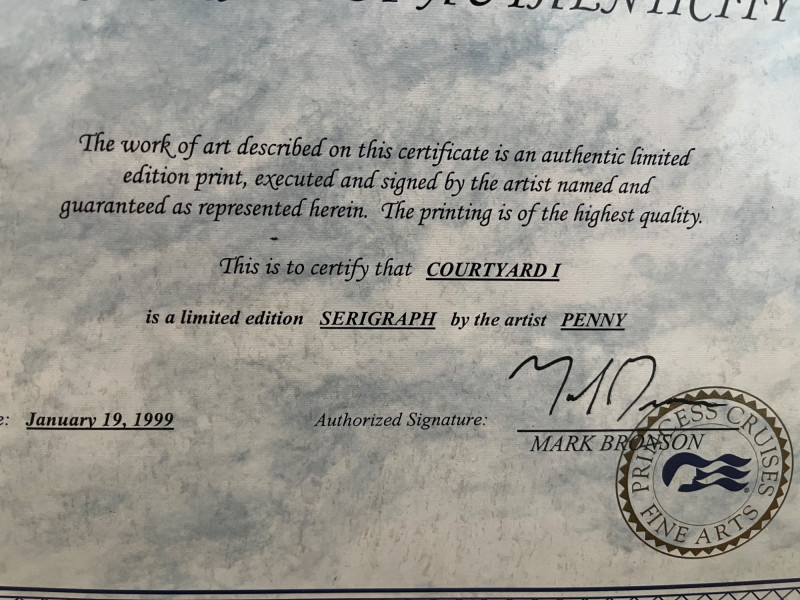 AUTHENTICITY
The work of art described on this certificate is an authentic limited
edition print, executed and signed by the artist named and
guaranteed as represented herein. The printing is of the highest quality.
This is to certify that COURTYARD I
is a limited edition SERIGRAPH by the artist PENNY
January 19, 1999 Authorized Signature:
MARK BRONSON
PRINCESS CRUISES
FINE ARTS